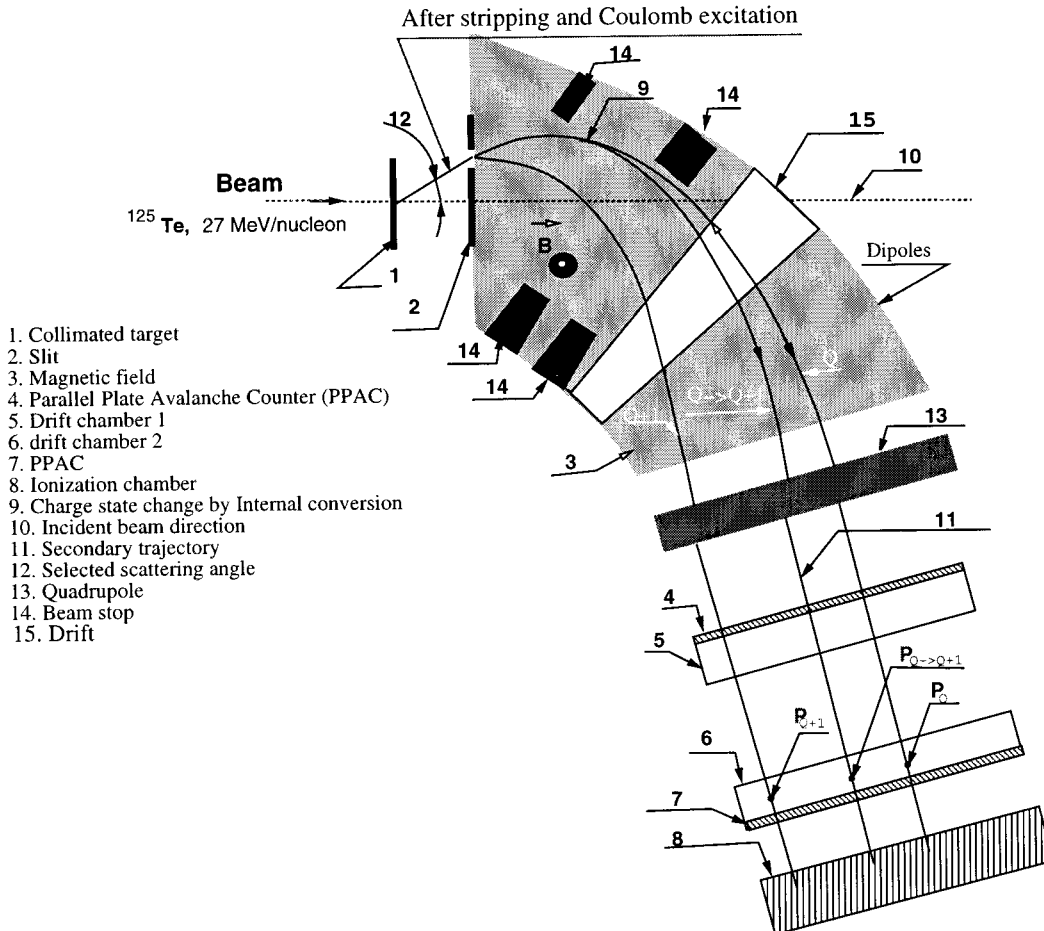 After stripping and Coulomb excitation
14
9
14
15
12
10
Beam
125 Te, 27 MeV/nucleon
B
1
Dipoles
2
1. Collimated target
2. Slit
3. Magnetic field
4. Parallel Plate Avalanche Counter (PPAC)
5. Drift chamber 1
6. drift chamber 2
7. PPAC
8. Ionization chamber
9. Charge state change by Internal conversion
10. Incident beam direction
11. Secondary trajectory
12. Selected scattering angle
13. Quadrupole
14. Beam stop
15. Drift
14
14
Q
Q->Q+1
Q+1
3
13
11
4
5
P Q->Q+1
P Q
P Q+1
6
7
8